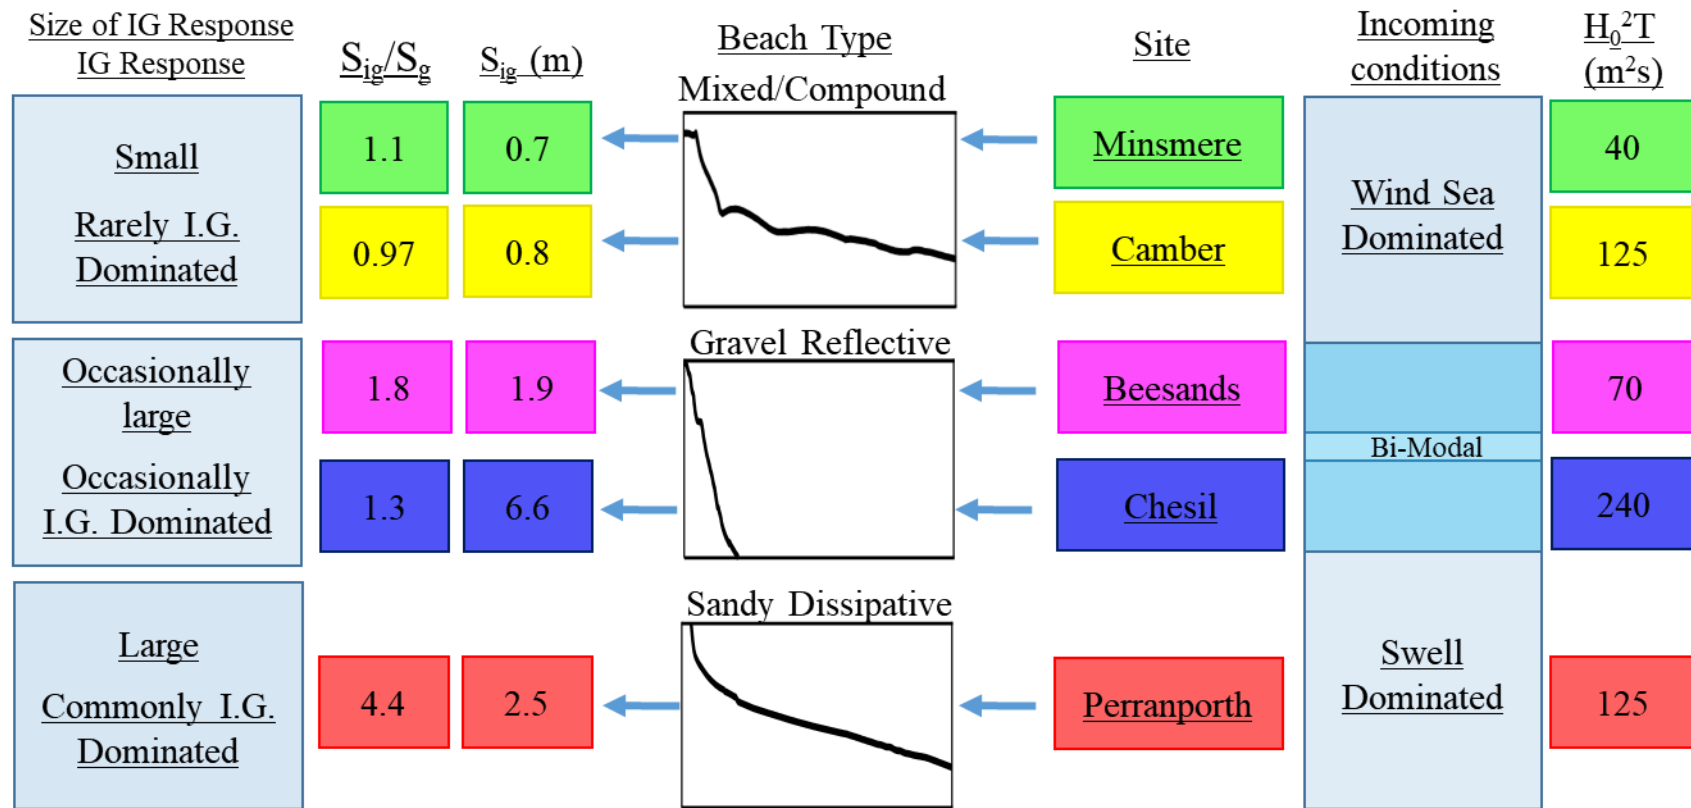 Size of IG Response
IG Response
S_ig/S_g
S_ig (m)
Beach Type
Site
Incoming
conditions
H₀²T
(m²s)
Mixed/Compound
Small
Rarely I.G.
Dominated
1.1
0.7
Minsmere
40
0.97
0.8
Camber
125
Wind Sea
Dominated
Gravel Reflective
Occasionally
large
Occasionally
I.G. Dominated
1.8
1.9
Beesands
70
Bi-Modal
1.3
6.6
Chesil
240
Sandy Dissipative
Large
Commonly I.G.
Dominated
4.4
2.5
Perranporth
Swell
Dominated
125